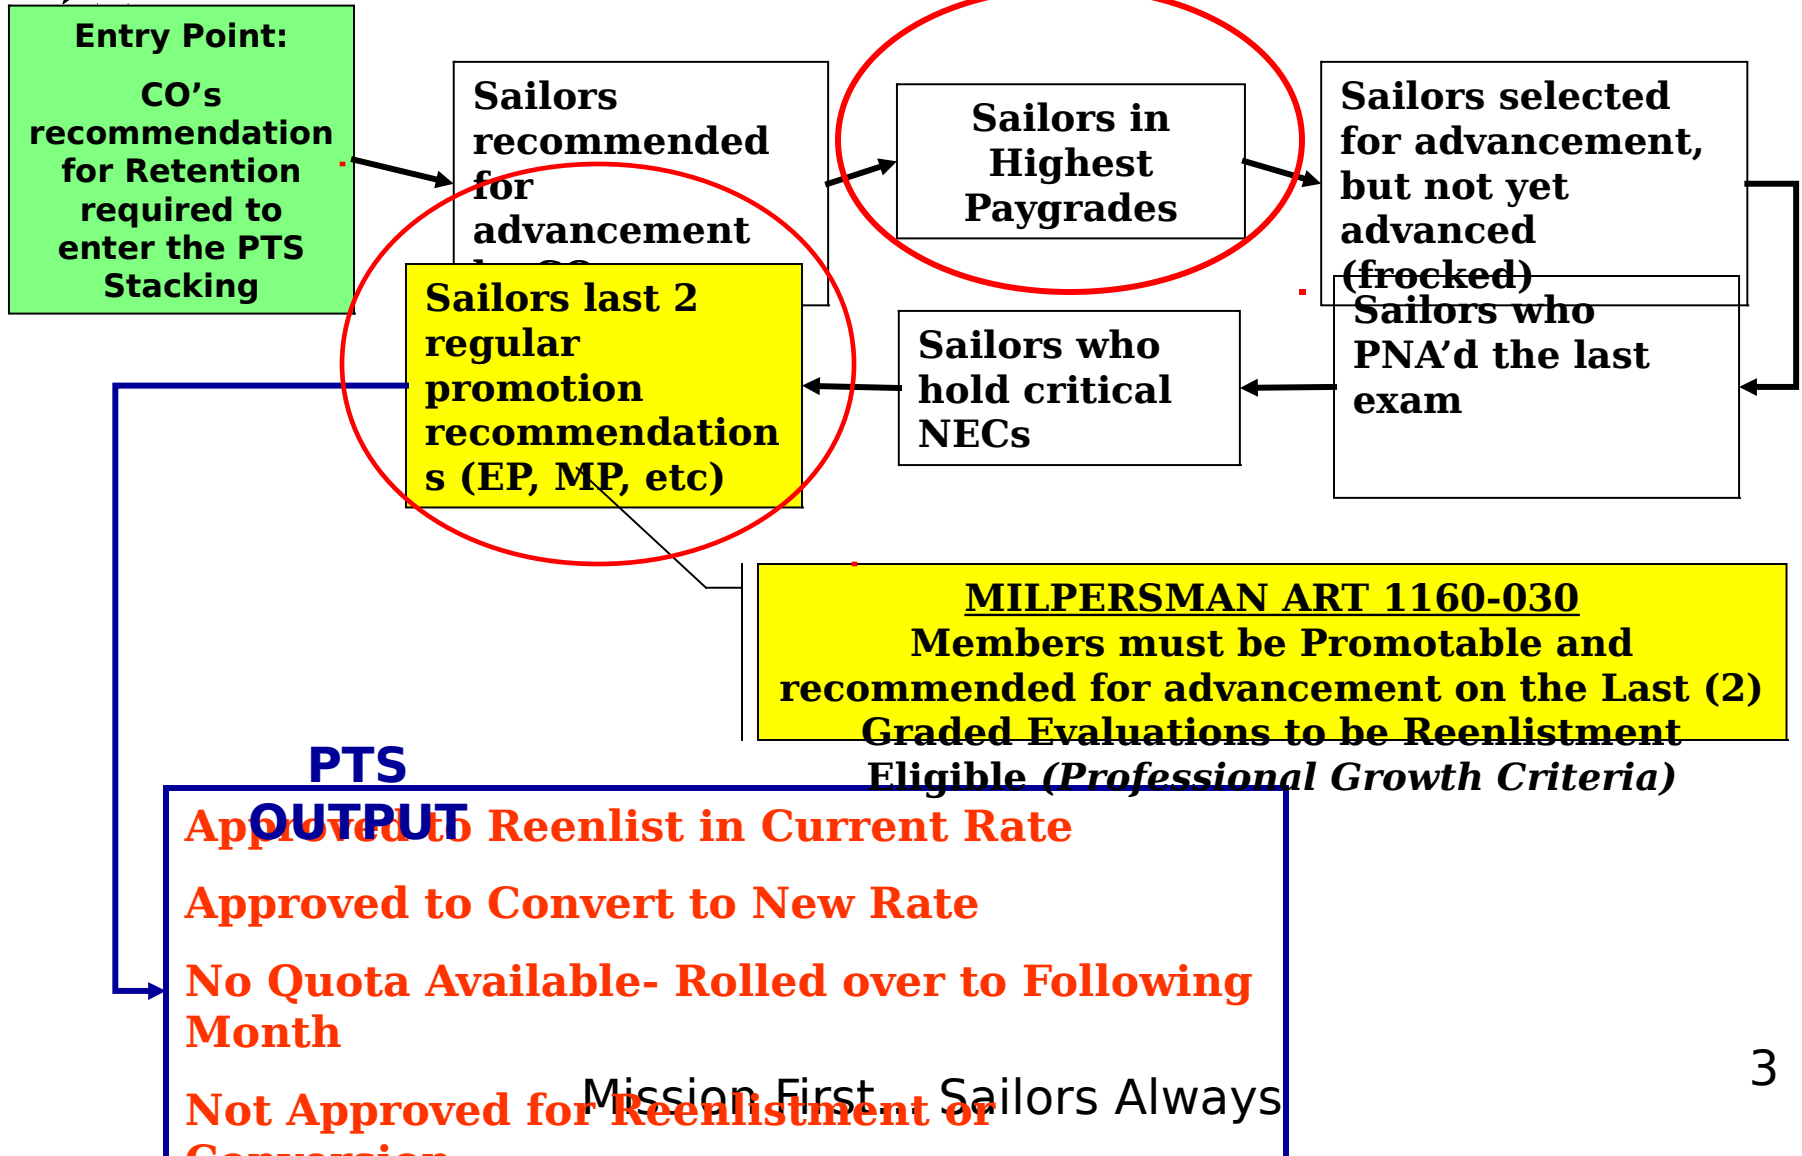 Entry Point:
CO’s
recommendation
for Retention
required to
enter the PTS
Stacking
Sailors
recommended
for
advancement
Sailors in
Highest
Paygrades
Sailors selected
for advancement,
but not yet
advanced
(frocked)
Sailors who
PNA’d the last
exam
Sailors who
hold critical
NECs
Sailors last 2
regular
promotion
recommendation
s (EP, MP, etc)
MILPERSMAN ART 1160-030
Members must be Promotable and
recommended for advancement on the Last (2)
Graded Evaluations to be Reenlistment
Eligible (Professional Growth Criteria)
PTS
OUTPUT
Approved to Reenlist in Current Rate
Approved to Convert to New Rate
No Quota Available- Rolled over to Following
Month
Not Approved for Reenlistment or
Conversion
Mission First... Sailors Always
3